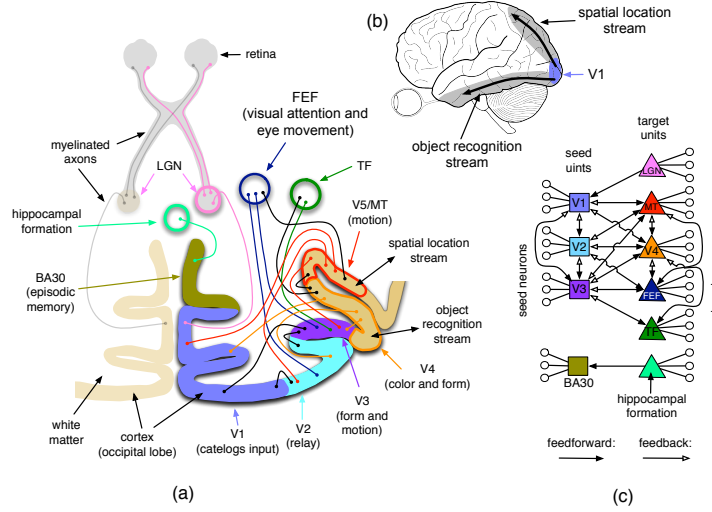 (b)
spatial location
stream
V1
object recognition
stream
retina
myelinated
axons
LGN
hippocampal
formation
FEF
(visual attention and
eye movement)
TF
V5/MT
(motion)
spatial location
stream
BA30
(episodic
memory)
object
recognition
stream
V4
(color and form)
V3
(form and
motion)
V2
(relay)
V1
(catelogs input)
cortex
(occipital lobe)
white
matter
(a)
target
units
seed
uints
seed neurons
LGN
V1
MT
V2
V4
V3
FEF
TF
BA30
hippocampal
formation
feedforward:
feedback:
(c)